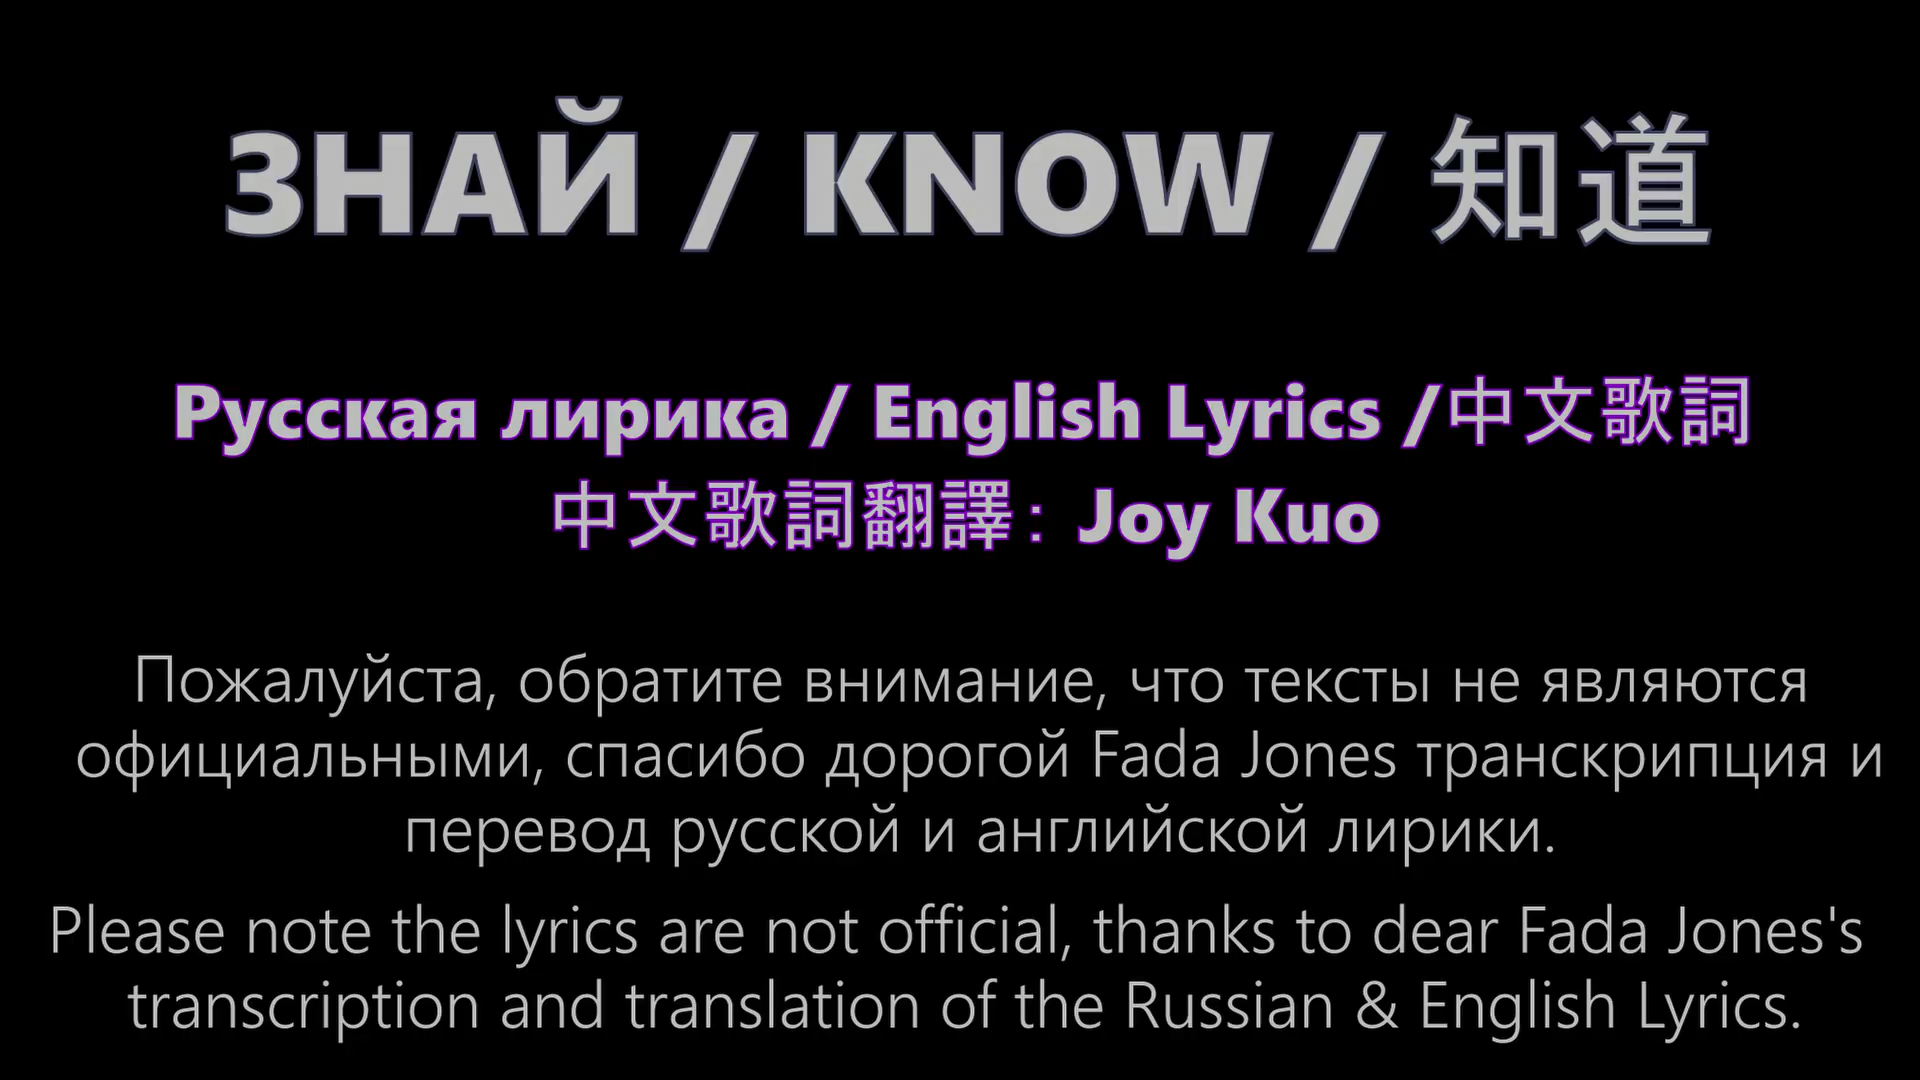 ЗНАЙ / KNOW / 知道
Русская лирика / English Lyrics /中文歌詞
中文歌詞翻譯：Joy Kuo
Пожалуйста, обратите внимание, что тексты не являются
официальными, спасибо дорогой Fada Jones транскрипция и
перевод русской и английской лирики.
Please note the lyrics are not official, thanks to dear Fada Jones's
transcription and translation of the Russian & English Lyrics.